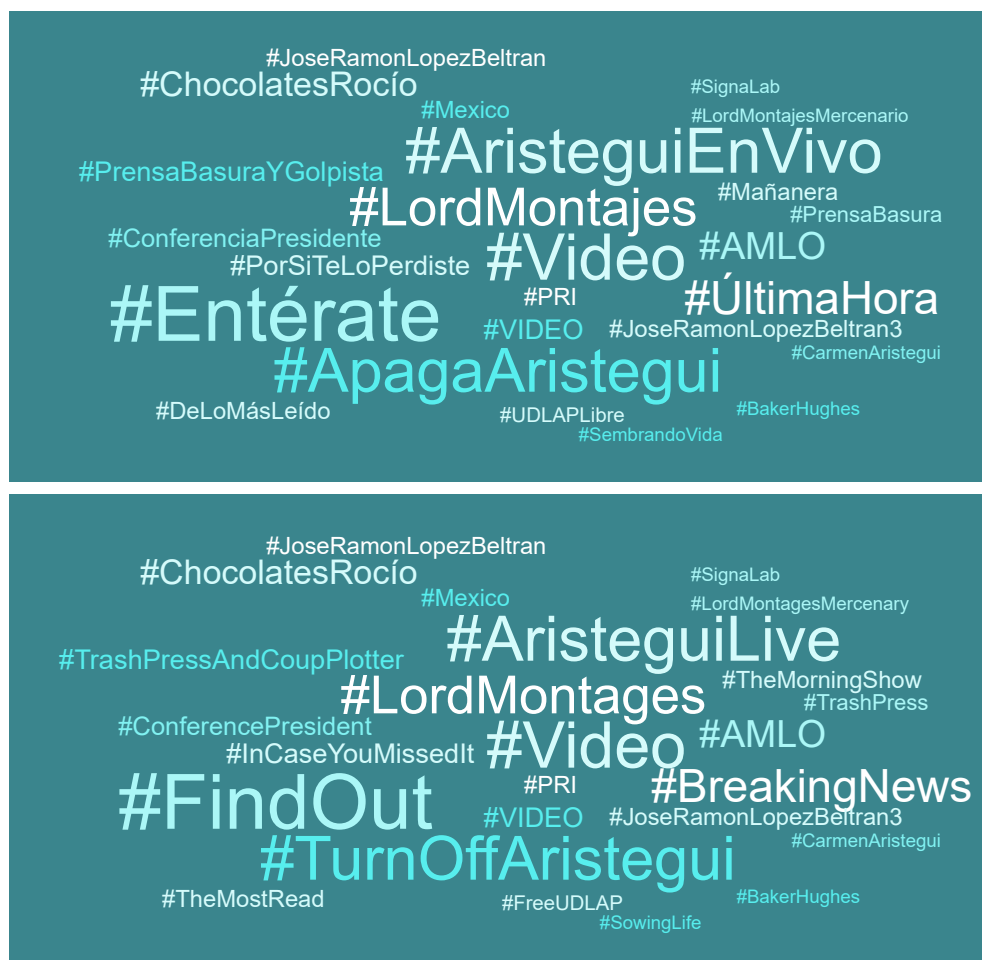 #JoseRamonLopezBeltran
#ChocolatesRocío
#SignaLab
#Mexico
#LordMontajesMercenario
#AristeguiEnVivo
#PrensaBasuraYGolpista
#Mañanera
#LordMontajes
#PrensaBasura
#ConferenciaPresidente
#AMLO
#Video
#PorSiTeLoPerdiste
#PRI
#ÚltimaHora
#Entérate
#VIDEO
#JoseRamonLopezBeltran3
#CarmenAristegui
#ApagaAristegui
#DeLoMásLeído
#UDLAPLibre
#BakerHughes
#SembrandoVida
#JoseRamonLopezBeltran
#ChocolatesRocío
#SignaLab
#Mexico
#LordMontagesMercenary
#AristeguiLive
#TrashPressAndCoupPlotter
#TheMorningShow
#LordMontages
#TrashPress
#ConferencePresident
#AMLO
#Video
#InCaseYouMissedIt
#PRI
#BreakingNews
#FindOut
#VIDEO
#JoseRamonLopezBeltran3
#CarmenAristegui
#TurnOffAristegui
#TheMostRead
#FreeUDLAP
#BakerHughes
#SowingLife